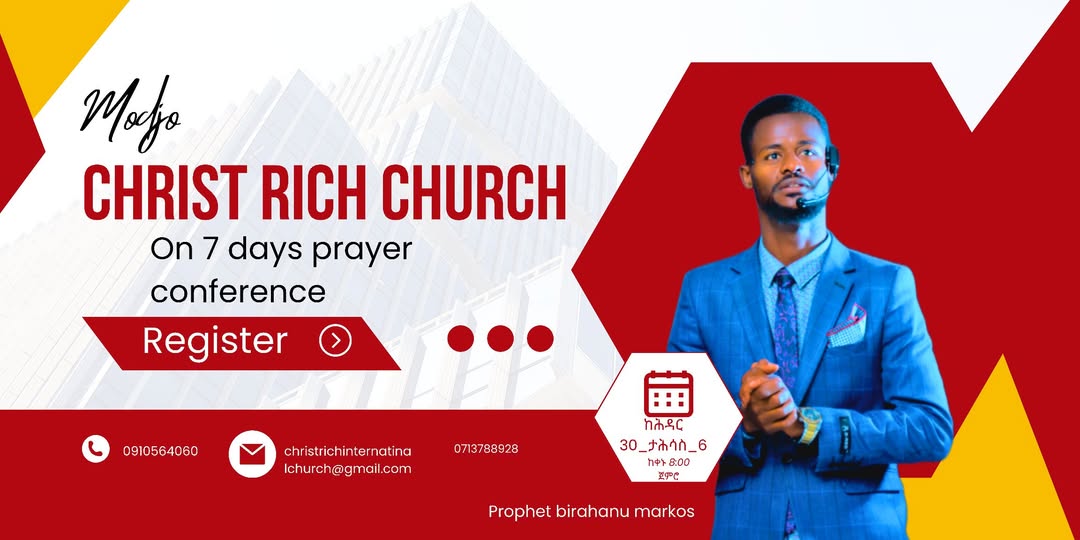 Modjo
CHRIST RICH CHURCH
On 7 days prayer
conference
Register
0910564060
christrichinternatina
lchurch@gmail.com
0713788928
ከሕዳር
30_ታሕሳስ_6
ከቀኑ 8:00
ጀምሮ
Prophet birahanu markos